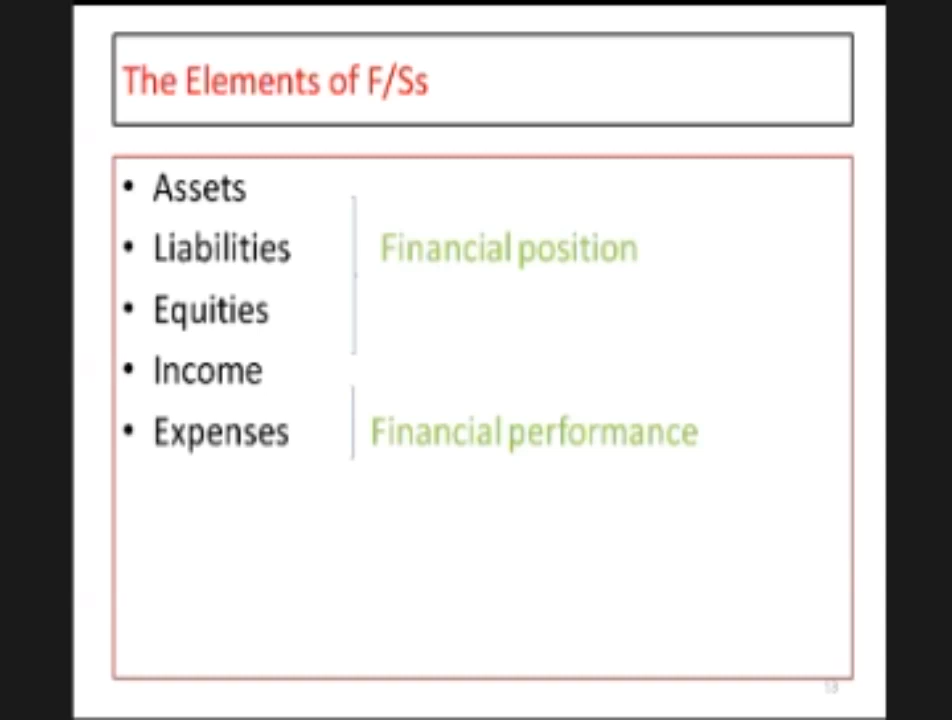 The Elements of F/Ss
• Assets
• Liabilities
Financial position
• Equities
• Income
• Expenses
Financial performance